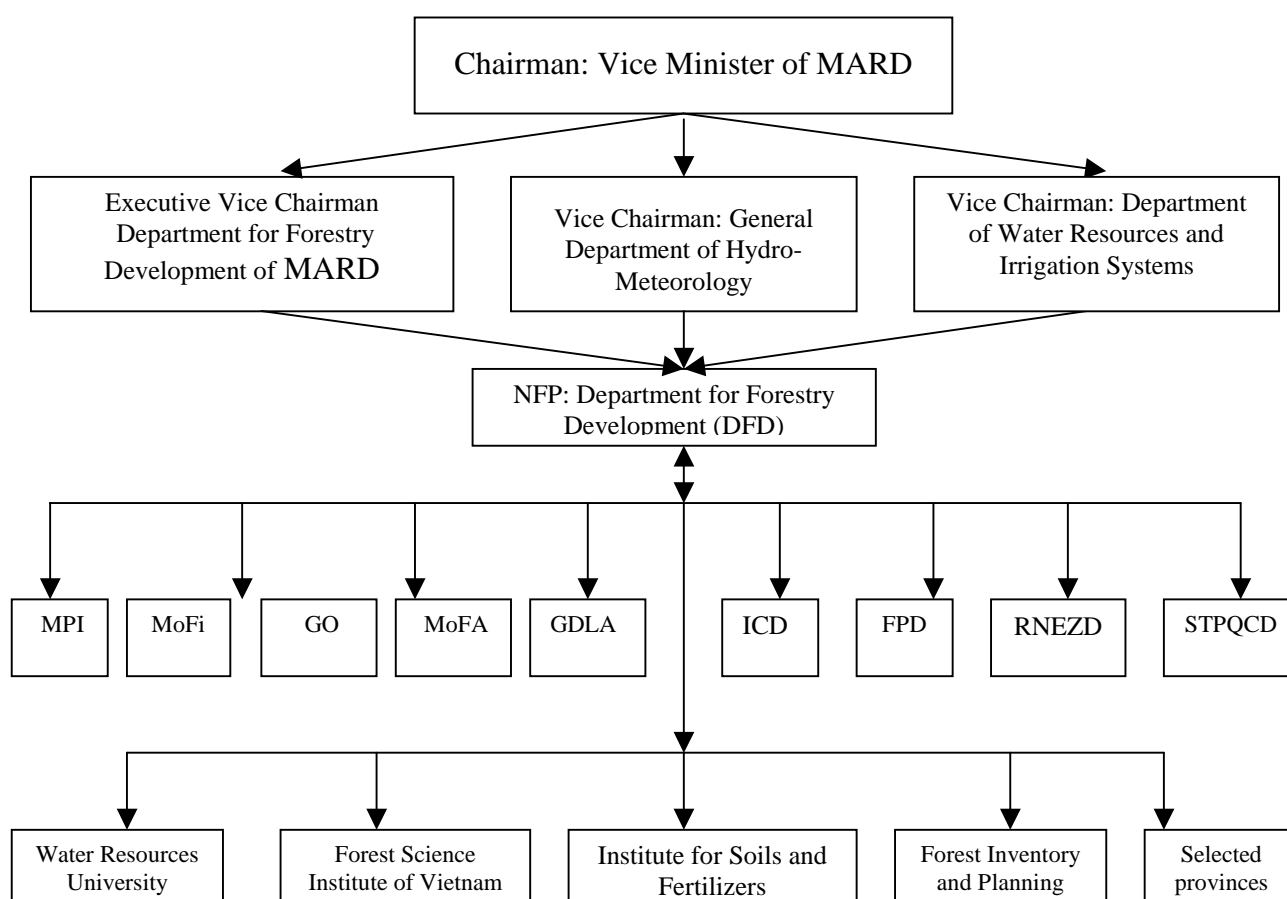 Chairman: Vice Minister of MARD
Executive Vice Chairman
Department for Forestry
Development of MARD
Vice Chairman: General
Department of Hydro-
Meteorology
Vice Chairman: Department
of Water Resources and
Irrigation Systems
NFP: Department for Forestry
Development (DFD)
MPI
MoFi
GO
MoFA
GDLA
ICD
FPD
RNEZD
STPQCD
Water Resources
University
Forest Science
Institute of Vietnam
Institute for Soils and
Fertilizers
Forest Inventory
and Planning
Selected
provinces